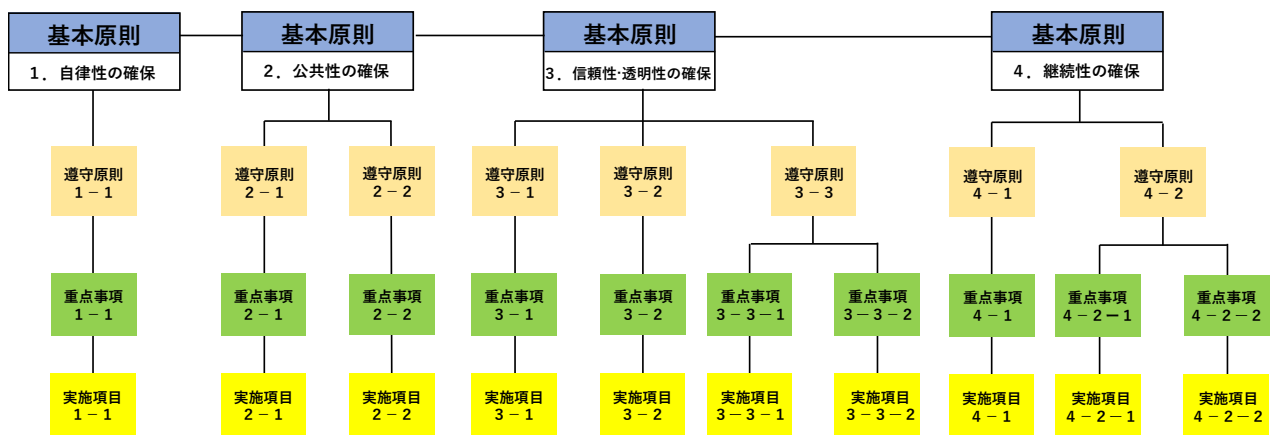 基本原則
1．自律性の確保
基本原則
2．公共性の確保
基本原則
3．信頼性·透明性の確保
基本原則
4．継続性の確保
遵守原則
1－1
遵守原則
2－1
遵守原則
2－2
遵守原則
3－1
遵守原則
3－2
遵守原則
3－3
遵守原則
4－1
遵守原則
4－2
重点事項
1－1
重点事項
2－1
重点事項
2－2
重点事項
3－1
重点事項
3－2
重点事項
3－3－1
重点事項
3－3－2
重点事項
4－1
重点事項
4－2ー1
重点事項
4－2－2
実施項目
1－1
実施項目
2－1
実施項目
2－2
実施項目
3－1
実施項目
3－2
実施項目
3－3－1
実施項目
3－3－2
実施項目
4－1
実施項目
4－2－1
実施項目
4－2－2